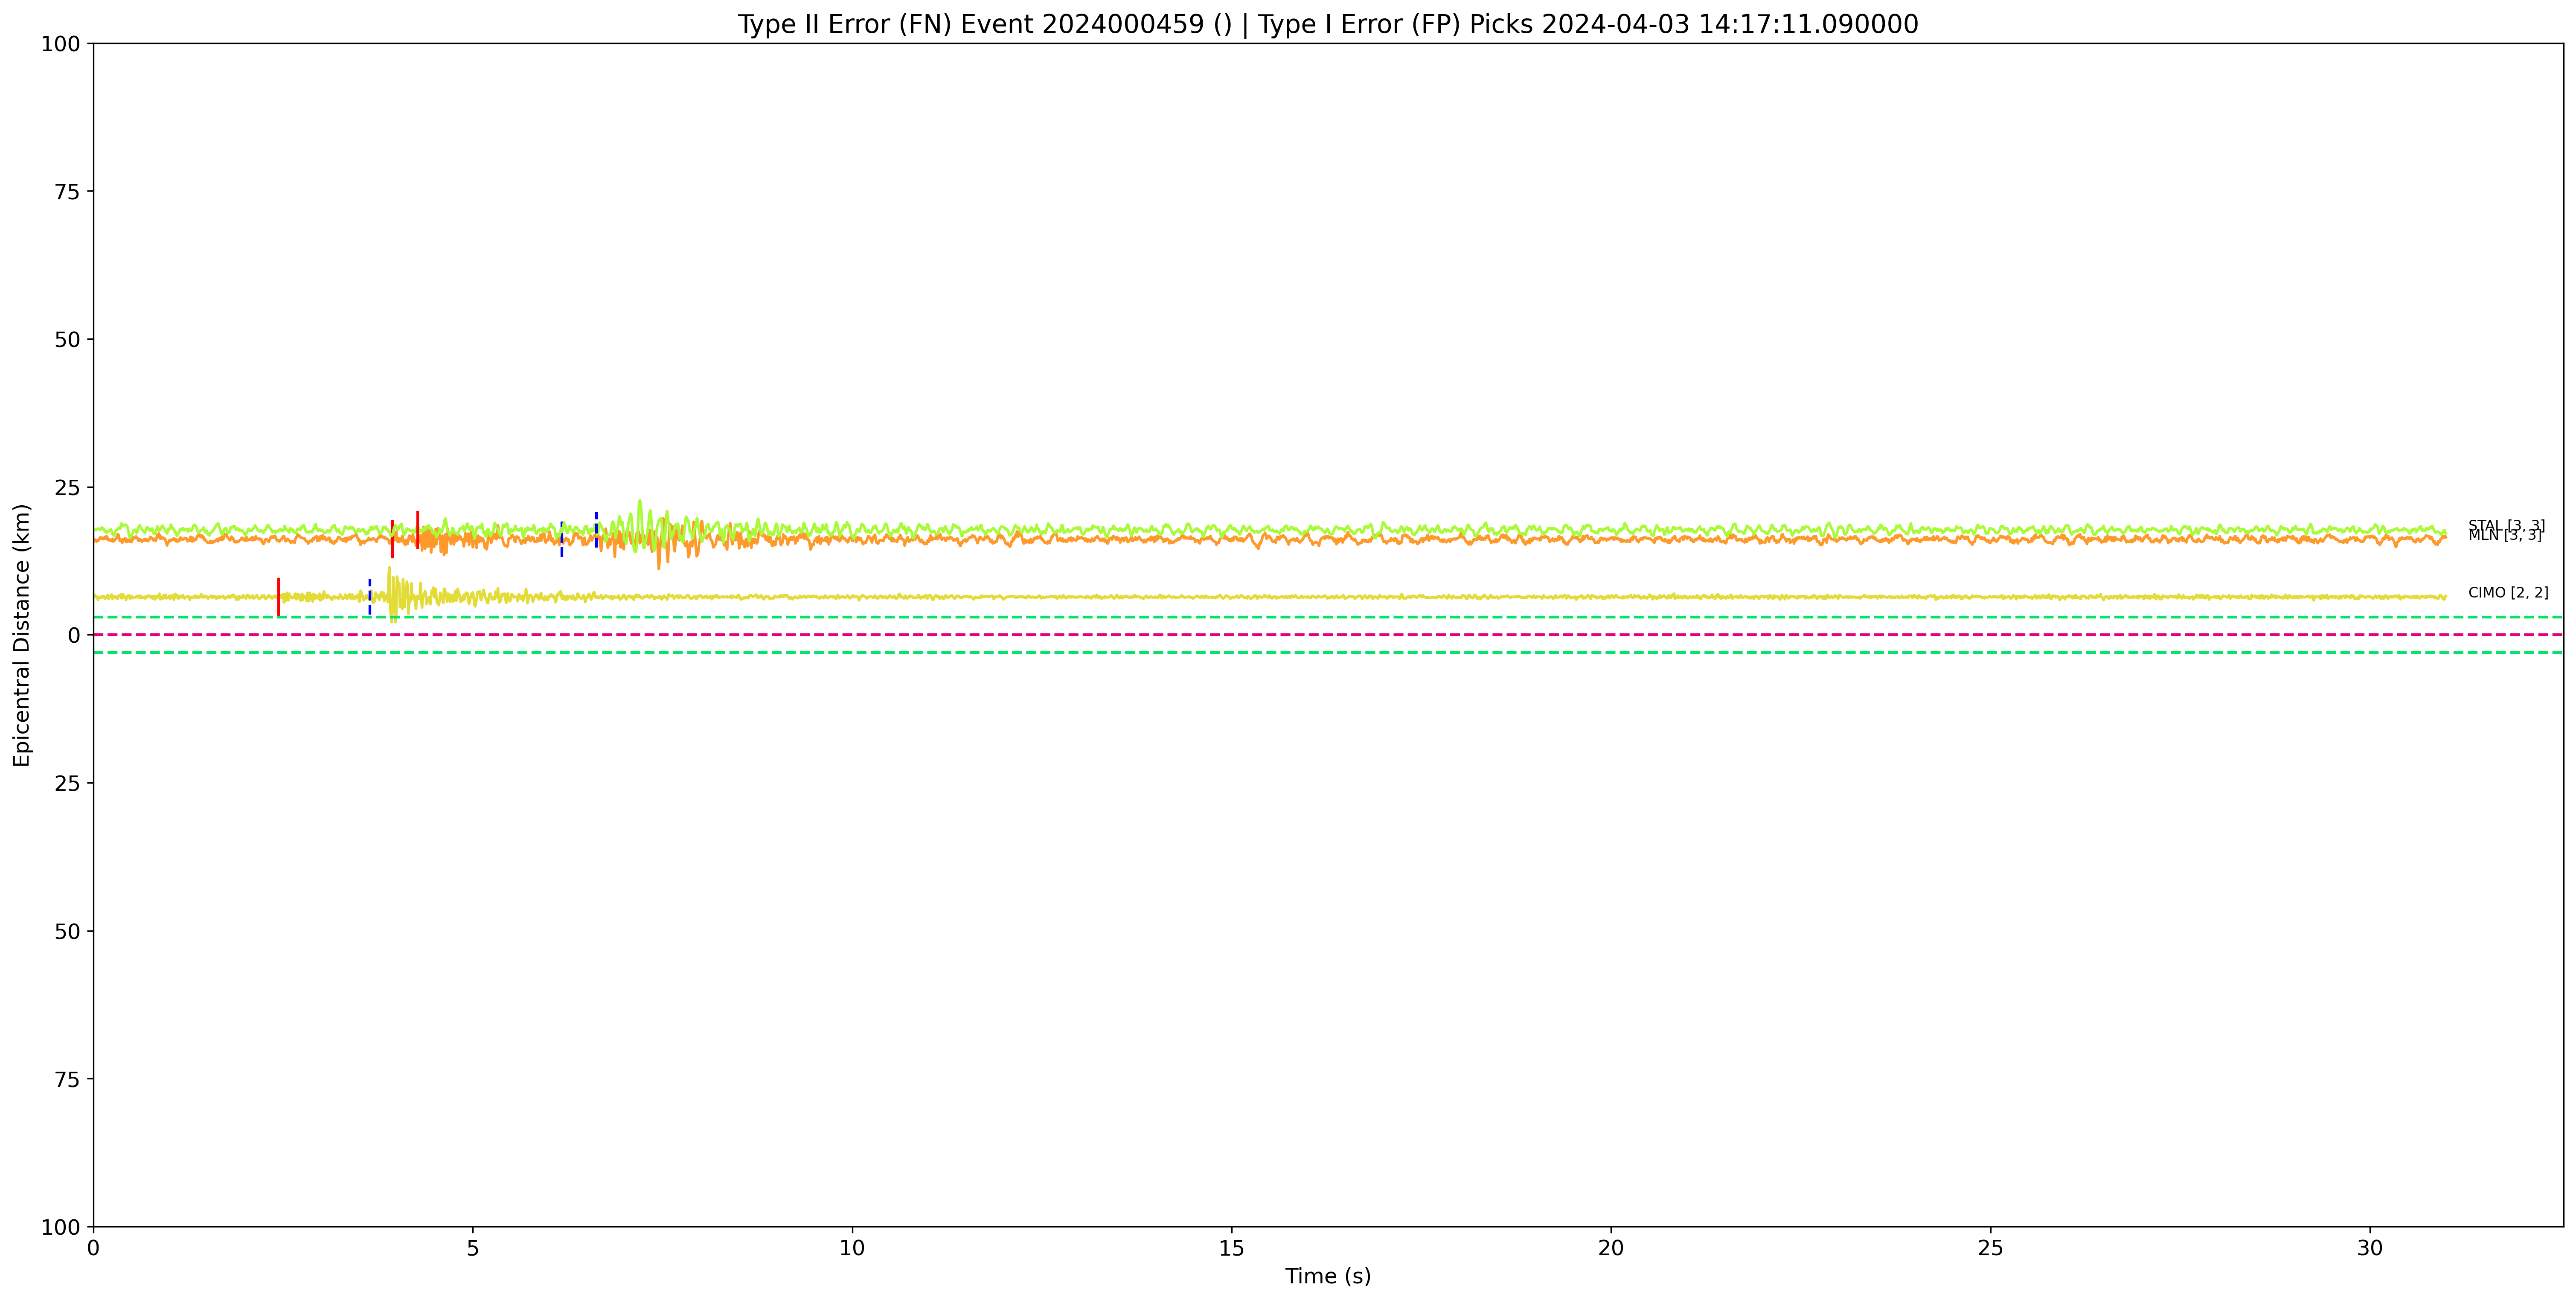 Type II Error (FN) Event 2024000459 () | Type I Error (FP) Picks 2024-04-03 14:17:11.090000
100
75
50
25
0
25
50
75
100
Epicentral Distance (km)
STAL [3, 3]
MLN [3, 3]
CIMO [2, 2]
0
5
10
15
20
25
30
Time (s)